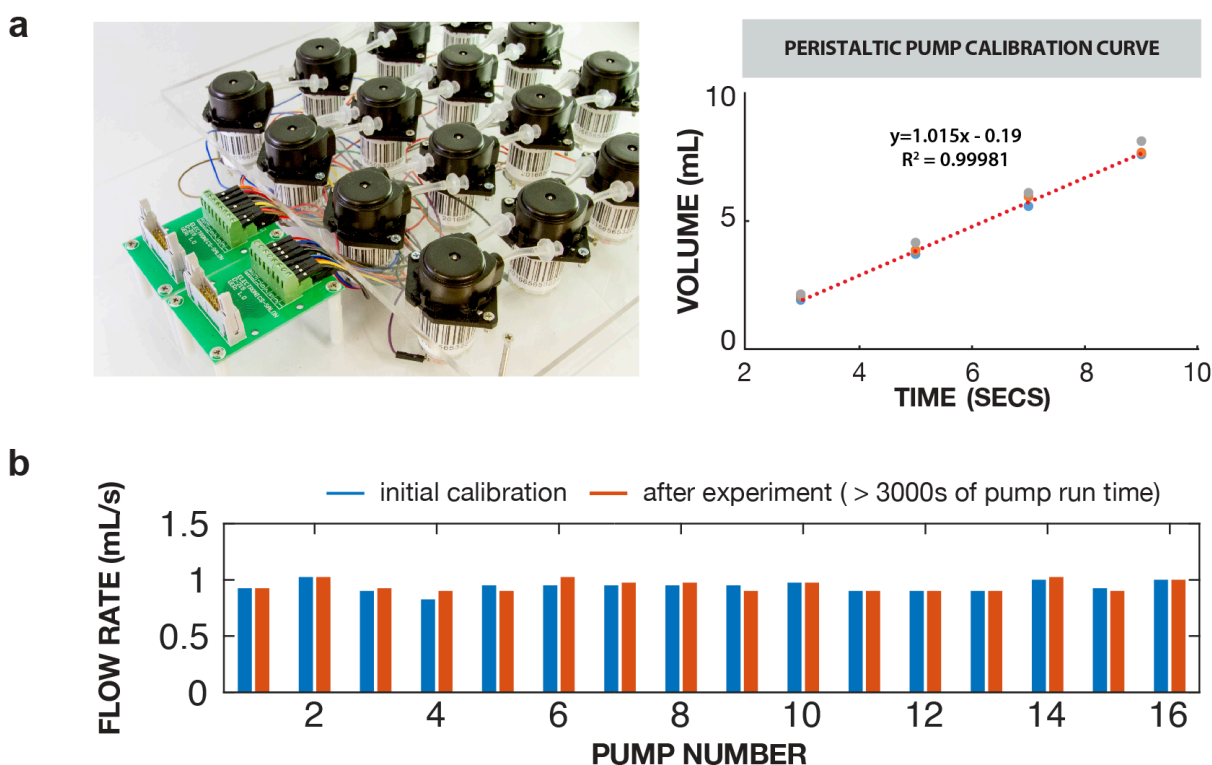 a
PERISTALTIC PUMP CALIBRATION CURVE
10
5
0
VOLUME (mL)
y=1.015x - 0.19
R² = 0.99981
2 4 6 8 10
TIME (SECS)
b
initial calibration after experiment ( > 3000s of pump run time)
FLOW RATE (mL/s)
1.5
1
0.5
0
2 4 6 8 10 12 14 16
PUMP NUMBER